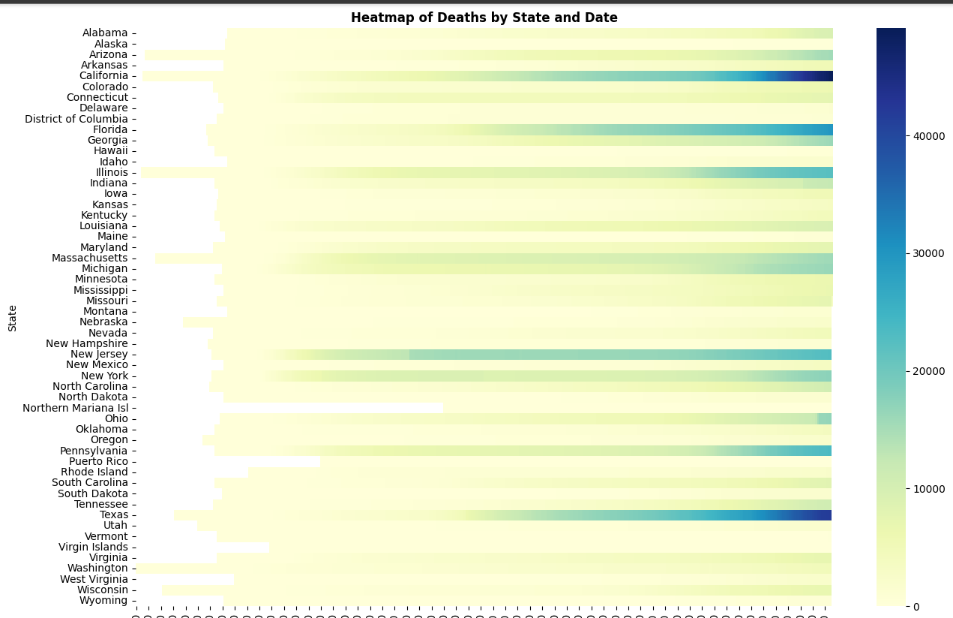 Heatmap of Deaths by State and Date
State
Alabama
Alaska
Arizona
Arkansas
California
Colorado
Connecticut
Delaware
District of Columbia
Florida
Georgia
Hawaii
Idaho
Illinois
Indiana
Iowa
Kansas
Kentucky
Louisiana
Maine
Maryland
Massachusetts
Michigan
Minnesota
Mississippi
Missouri
Montana
Nebraska
Nevada
New Hampshire
New Jersey
New Mexico
New York
North Carolina
North Dakota
Northern Mariana Isl
Ohio
Oklahoma
Oregon
Pennsylvania
Puerto Rico
Rhode Island
South Carolina
South Dakota
Tennessee
Texas
Utah
Vermont
Virgin Islands
Virginia
Washington
West Virginia
Wisconsin
Wyoming
40000
30000
20000
10000
0